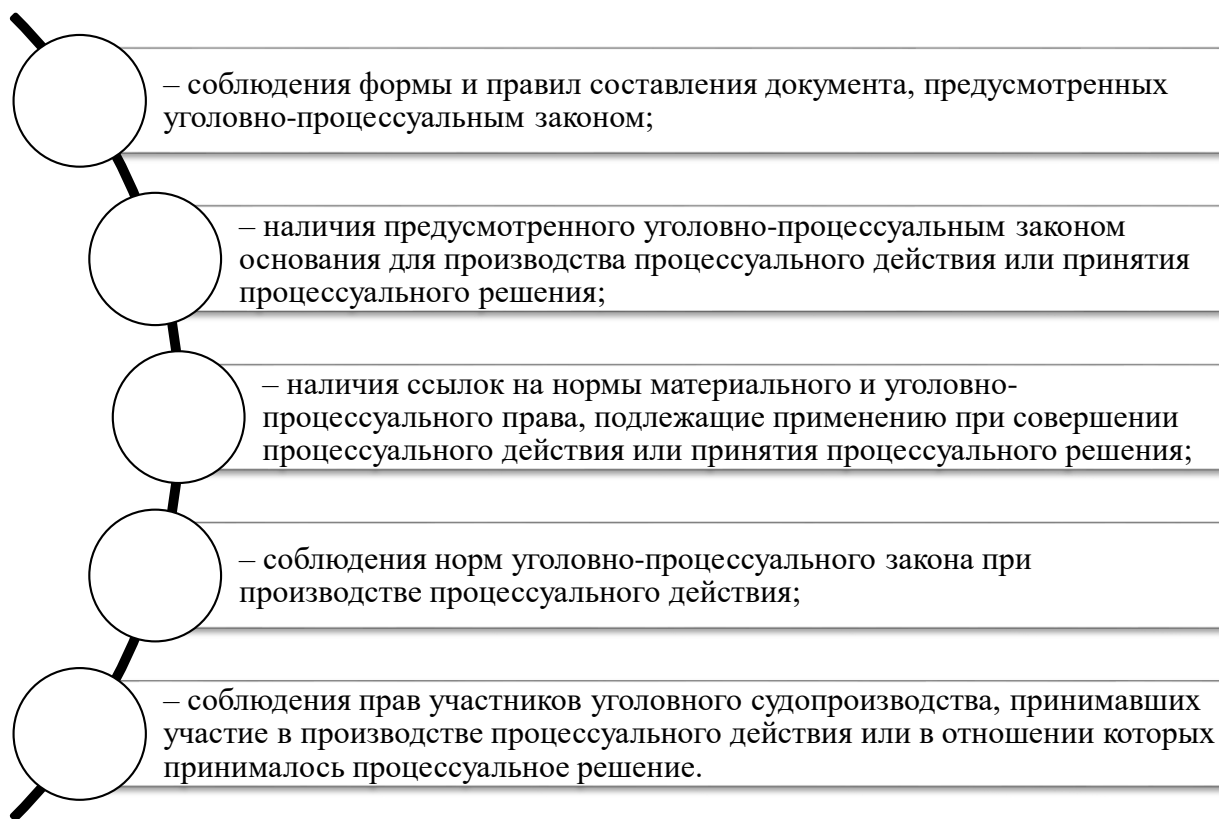 – соблюдения формы и правил составления документа, предусмотренных
уголовно-процессуальным законом;
– наличия предусмотренного уголовно-процессуальным законом
основания для производства процессуального действия или принятия
процессуального решения;
– наличия ссылок на нормы материального и уголовно-
процессуального права, подлежащие применению при совершении
процессуального действия или принятия процессуального решения;
– соблюдения норм уголовно-процессуального закона при
производстве процессуального действия;
– соблюдения прав участников уголовного судопроизводства, принимавших
участие в производстве процессуального действия или в отношении которых
принималось процессуальное решение.